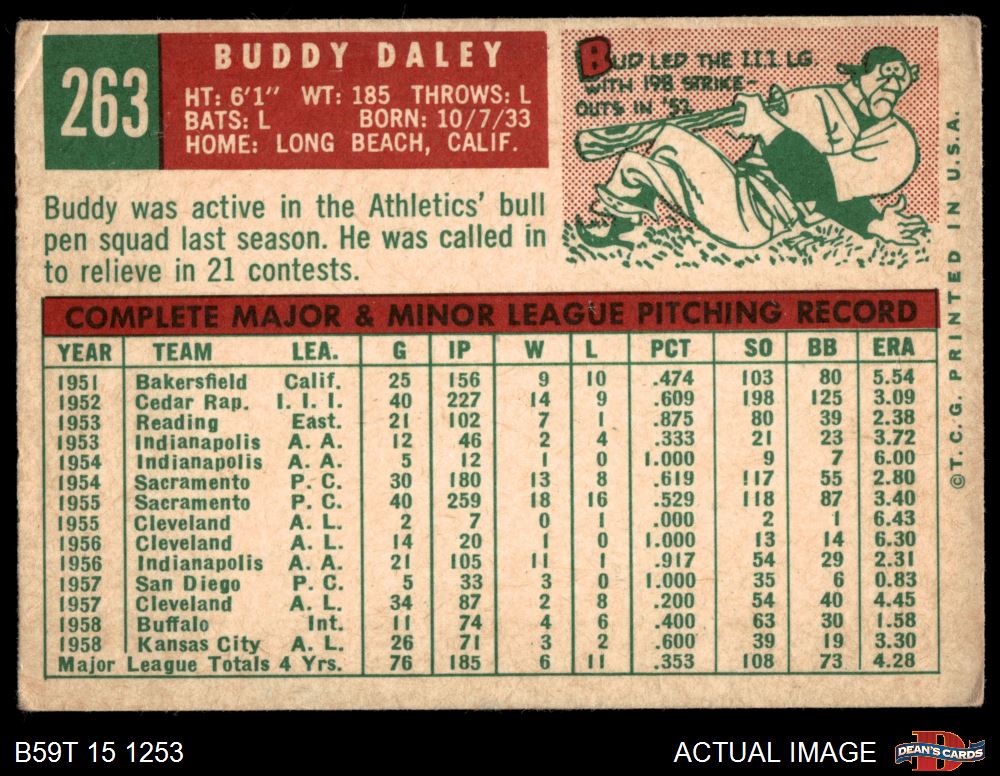 263
BUDDY DALEY
HT: 6'1" WT: 185 THROWS: L
BATS: L BORN: 10/7/33
HOME: LONG BEACH, CALIF.
BUD LED THE I I I LG.
WITH 198 STRIKE-
OUTS IN '52.
Buddy was active in the Athletics' bull
pen squad last season. He was called in
to relieve in 21 contests.
COMPLETE MAJOR & MINOR LEAGUE PITCHING RECORD
YEAR TEAM LEA. G IP W L PCT SO BB ERA
1951 Bakersfield Calif. 25 156 9 10 .474 103 80 5.54
1952 Cedar Rap. I. I. I. 40 227 14 9 .609 198 125 3.09
1953 Reading East. 21 102 7 1 .875 80 39 2.38
1953 Indianapolis A. A. 12 46 2 4 .333 21 23 3.72
1954 Indianapolis A. A. 5 12 1 0 1.000 9 7 6.00
1954 Sacramento P. C. 30 180 13 8 .619 117 55 2.80
1955 Sacramento P. C. 40 259 18 16 .529 118 87 3.40
1955 Cleveland A. L. 2 7 0 1 .000 2 1 6.43
1956 Cleveland A. L. 14 20 1 0 1.000 13 14 6.30
1956 Indianapolis A. A. 21 105 11 1 .917 54 29 2.31
1957 San Diego P. C. 5 33 3 0 1.000 35 6 0.83
1957 Cleveland A. L. 34 87 2 8 .200 54 40 4.45
1958 Buffalo Int. 11 74 4 6 .400 63 30 1.58
1958 Kansas City A. L. 26 71 3 2 .600 39 19 3.30
Major League Totals 4 Yrs. 76 185 6 11 .353 108 73 4.28
©T. C. G. PRINTED IN U.S.A.
B59T 15 1253
ACTUAL IMAGE
DEAN'S CARDS